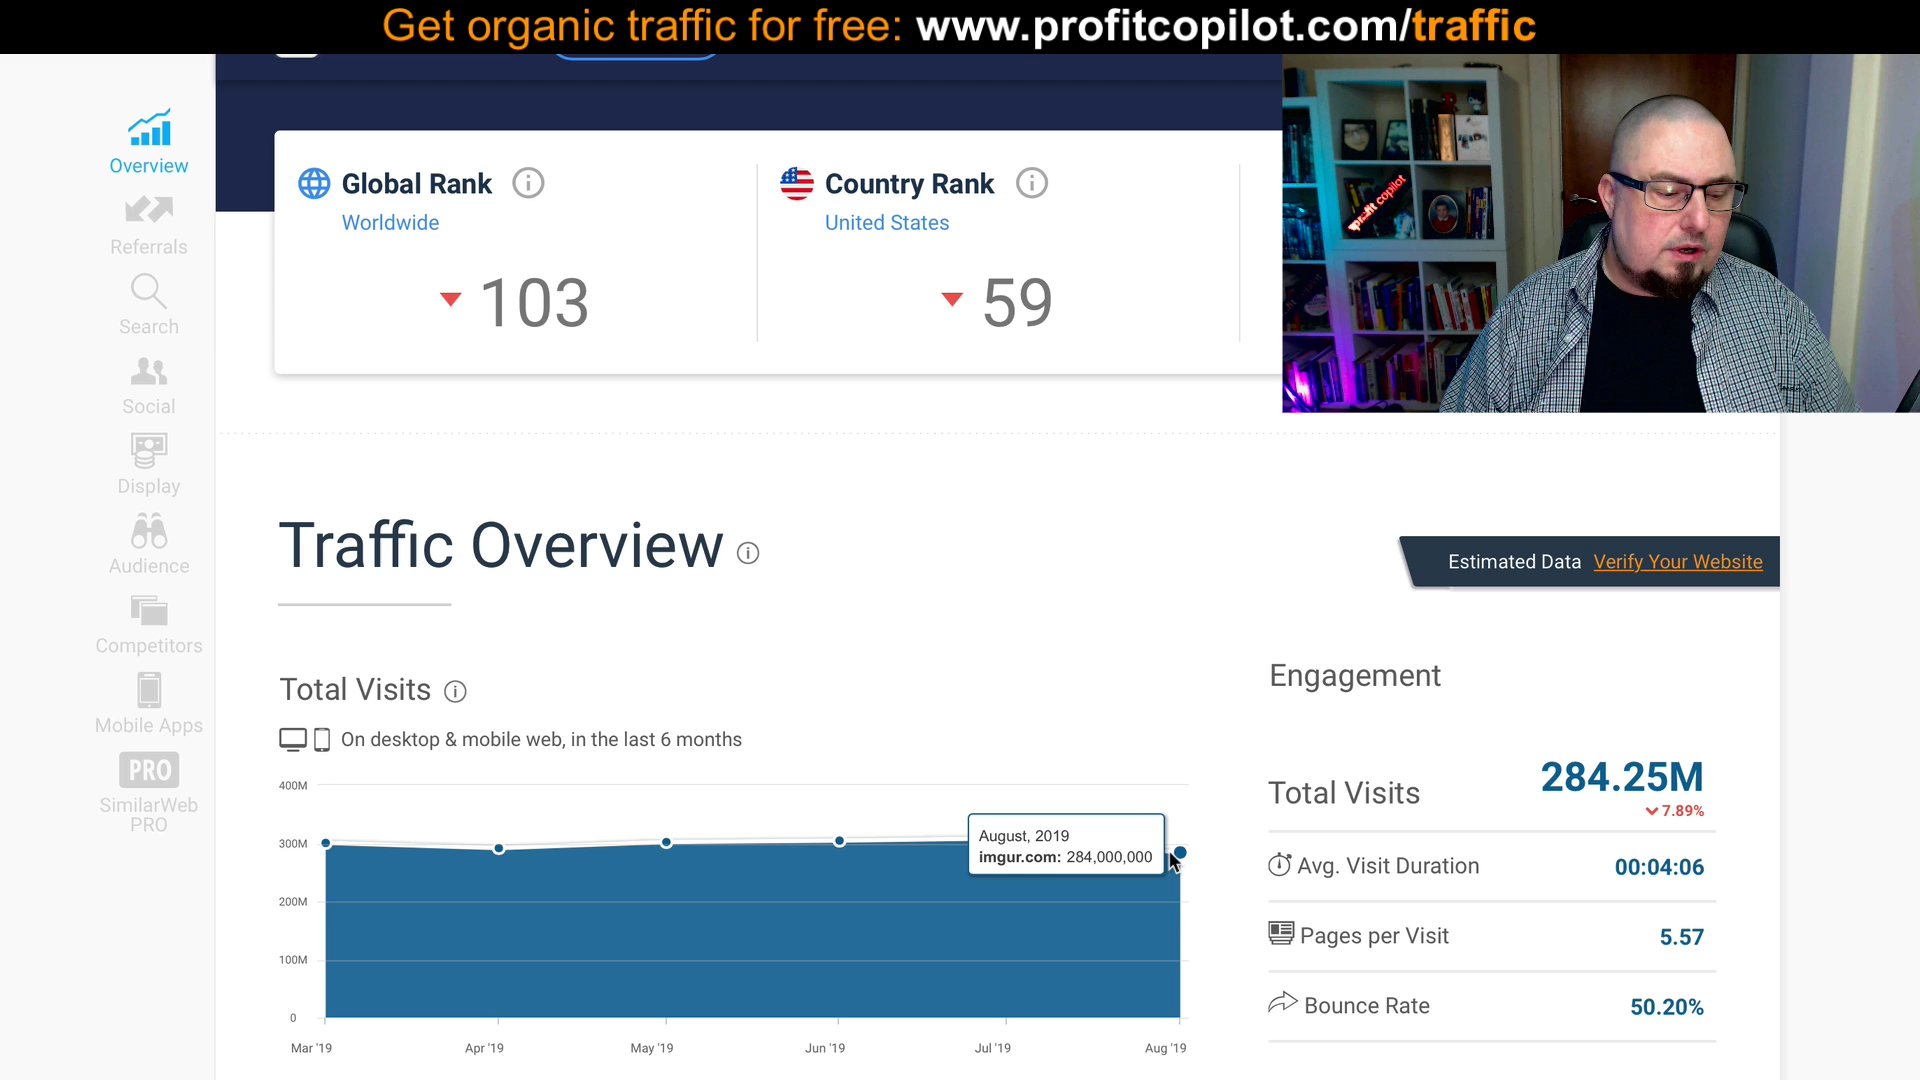 Get organic traffic for free: www.profitcopilot.com/traffic
Overview
Referrals
Search
Social
Display
Audience
Competitors
Mobile Apps
PRO
SimilarWeb
PRO
Global Rank
Worldwide
103
Country Rank
United States
59
profit copilot
Traffic Overview
Estimated Data Verify Your Website
Total Visits
On desktop & mobile web, in the last 6 months
400M
300M
200M
100M
0
Mar '19
Apr '19
May '19
Jun '19
Jul '19
Aug '19
August, 2019
imgur.com: 284,000,000
Engagement
Total Visits
284.25M
7.89%
Avg. Visit Duration
00:04:06
Pages per Visit
5.57
Bounce Rate
50.20%